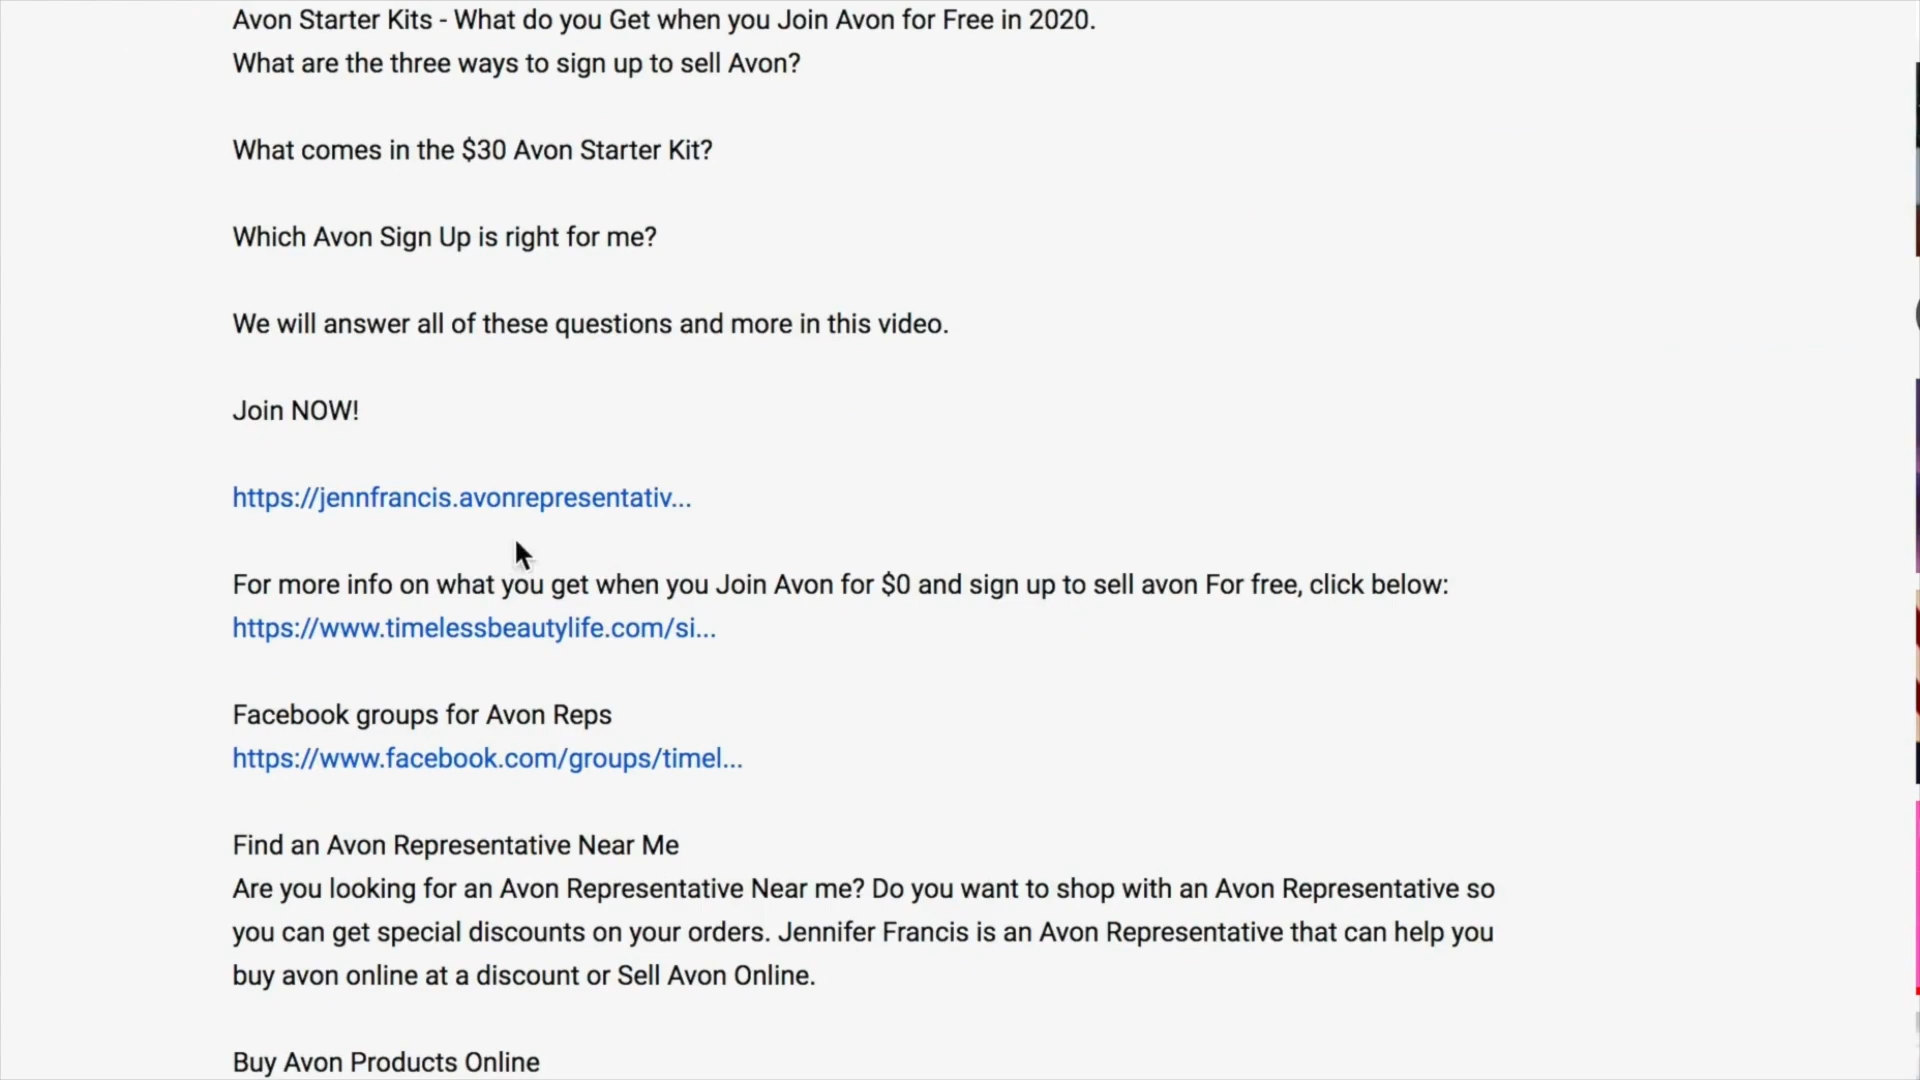 Avon Starter Kits - What do you Get when you Join Avon for Free in 2020.
What are the three ways to sign up to sell Avon?
What comes in the $30 Avon Starter Kit?
Which Avon Sign Up is right for me?
We will answer all of these questions and more in this video.
Join NOW!
https://jennfrancis.avonrepresentativ...
For more info on what you get when you Join Avon for $0 and sign up to sell avon For free, click below:
https://www.timelessbeautylife.com/si...
Facebook groups for Avon Reps
https://www.facebook.com/groups/timel...
Find an Avon Representative Near Me
Are you looking for an Avon Representative Near me? Do you want to shop with an Avon Representative so
you can get special discounts on your orders. Jennifer Francis is an Avon Representative that can help you
buy avon online at a discount or Sell Avon Online.
Buy Avon Products Online